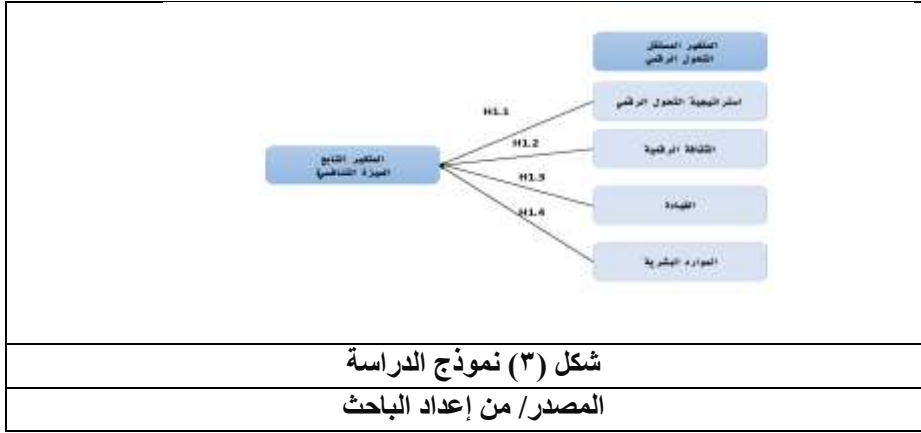 المتغير المستقل
التحول الرقمي
استراتيجية التحول الرقمي
H1.1
الثقافة الرقمية
H1.2
المتغير التابع
الميزة التنافسية
H1.3
القيادة
H1.4
الموارد البشرية
شكل (٣) نموذج الدراسة
المصدر/ من إعداد الباحث